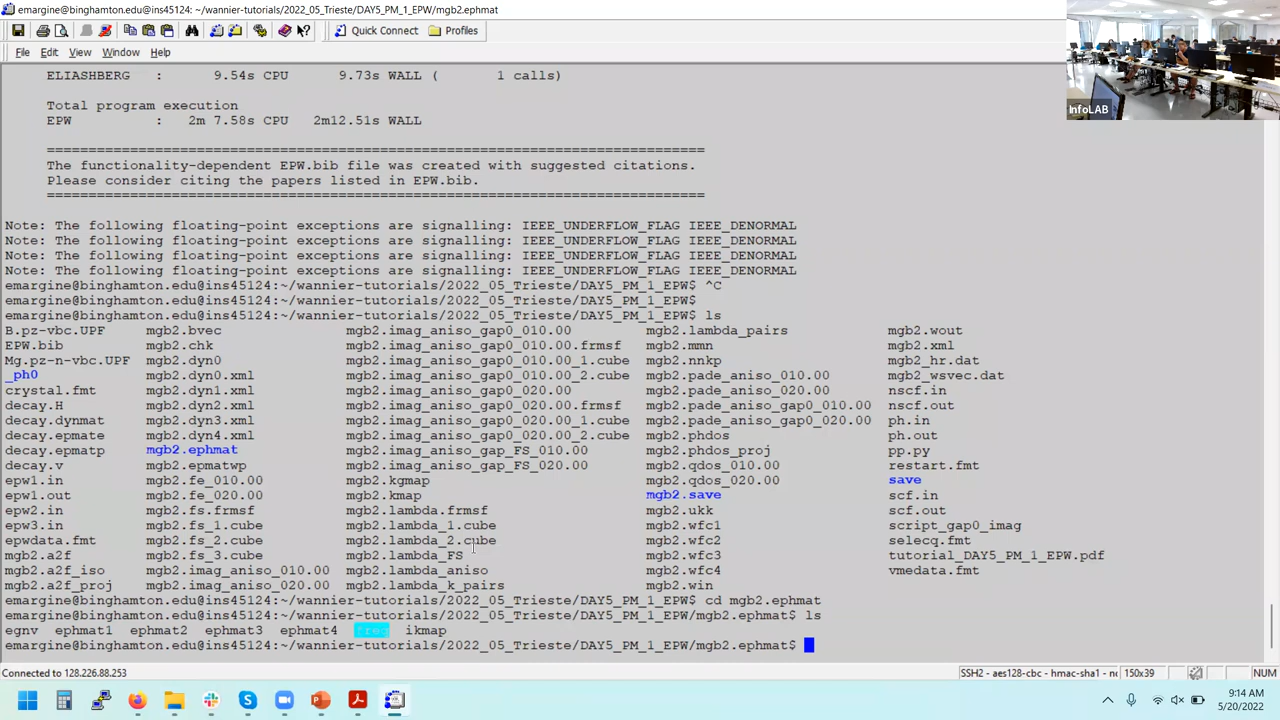 emargine@binghamton.edu@ins45124: ~/wannier-tutorials/2022_05_Trieste/DAY5_PM_1_EPW/mgb2.ephmat
Quick Connect Profiles
File Edit View Window Help
ELIASHBERG : 9.54s CPU 9.73s WALL ( 1 calls)
Total program execution
EPW : 2m 7.58s CPU 2m12.51s WALL
===============================================================================
The functionality-dependent EPW.bib file was created with suggested citations.
Please consider citing the papers listed in EPW.bib.
===============================================================================
Note: The following floating-point exceptions are signalling: IEEE_UNDERFLOW_FLAG IEEE_DENORMAL
Note: The following floating-point exceptions are signalling: IEEE_UNDERFLOW_FLAG IEEE_DENORMAL
Note: The following floating-point exceptions are signalling: IEEE_UNDERFLOW_FLAG IEEE_DENORMAL
Note: The following floating-point exceptions are signalling: IEEE_UNDERFLOW_FLAG IEEE_DENORMAL
emargine@binghamton.edu@ins45124:~/wannier-tutorials/2022_05_Trieste/DAY5_PM_1_EPW$ ^C
emargine@binghamton.edu@ins45124:~/wannier-tutorials/2022_05_Trieste/DAY5_PM_1_EPW$
emargine@binghamton.edu@ins45124:~/wannier-tutorials/2022_05_Trieste/DAY5_PM_1_EPW$ ls
B.pz-vbc.UPF mgb2.bvec mgb2.imag_aniso_gap0_010.00 mgb2.lambda_pairs mgb2.wout
EPW.bib mgb2.chk mgb2.imag_aniso_gap0_010.00.frmsf mgb2.mmn mgb2.xml
Mg.pz-n-vbc.UPF mgb2.dyn0 mgb2.imag_aniso_gap0_010.00_1.cube mgb2.nnkp mgb2_hr.dat
_ph0 mgb2.dyn1.xml mgb2.imag_aniso_gap0_010.00_2.cube mgb2.pade_aniso_010.00 mgb2_wsvec.dat
crystal.fmt mgb2.dyn1.xml mgb2.imag_aniso_gap0_020.00 mgb2.pade_aniso_020.00 nscf.in
decay.H mgb2.dyn2.xml mgb2.imag_aniso_gap0_020.00.frmsf mgb2.pade_aniso_gap0_010.00 nscf.out
decay.dynmat mgb2.dyn3.xml mgb2.imag_aniso_gap0_020.00_1.cube mgb2.pade_aniso_gap0_020.00 ph.in
decay.epmate mgb2.dyn4.xml mgb2.imag_aniso_gap0_020.00_2.cube mgb2.phdos ph.out
decay.epmatp mgb2.ephmat mgb2.imag_aniso_gap_FS_010.00 mgb2.phdos_proj pp.py
decay.v mgb2.epmatwp mgb2.imag_aniso_gap_FS_020.00 mgb2.qdos_010.00 restart.fmt
epw1.in mgb2.fe_010.00 mgb2.kgmap mgb2.qdos_020.00 save
epw1.out mgb2.fe_020.00 mgb2.kmap mgb2.save scf.in
epw2.in mgb2.fs.frmsf mgb2.lambda.frmsf mgb2.ukk scf.out
epw3.in mgb2.fs_1.cube mgb2.lambda_1.cube mgb2.wfc1 script_gap0_imag
epwdata.fmt mgb2.fs_2.cube mgb2.lambda_2.cube mgb2.wfc2 selecq.fmt
mgb2.a2f mgb2.fs_3.cube mgb2.lambda_FS mgb2.wfc3 tutorial_DAY5_PM_1_EPW.pdf
mgb2.a2f_iso mgb2.imag_aniso_010.00 mgb2.lambda_aniso mgb2.wfc4 vmedata.fmt
mgb2.a2f_proj mgb2.imag_aniso_020.00 mgb2.lambda_k_pairs mgb2.win
emargine@binghamton.edu@ins45124:~/wannier-tutorials/2022_05_Trieste/DAY5_PM_1_EPW$ cd mgb2.ephmat
emargine@binghamton.edu@ins45124:~/wannier-tutorials/2022_05_Trieste/DAY5_PM_1_EPW/mgb2.ephmat$ ls
egnv ephmat1 ephmat2 ephmat3 ephmat4 freq ikmap
emargine@binghamton.edu@ins45124:~/wannier-tutorials/2022_05_Trieste/DAY5_PM_1_EPW/mgb2.ephmat$
Connected to 128.226.88.253 SSH2 - aes128-cbc - hmac-sha1 - nc 150x39 NUM
9:14 AM
5/20/2022
InfoLAB